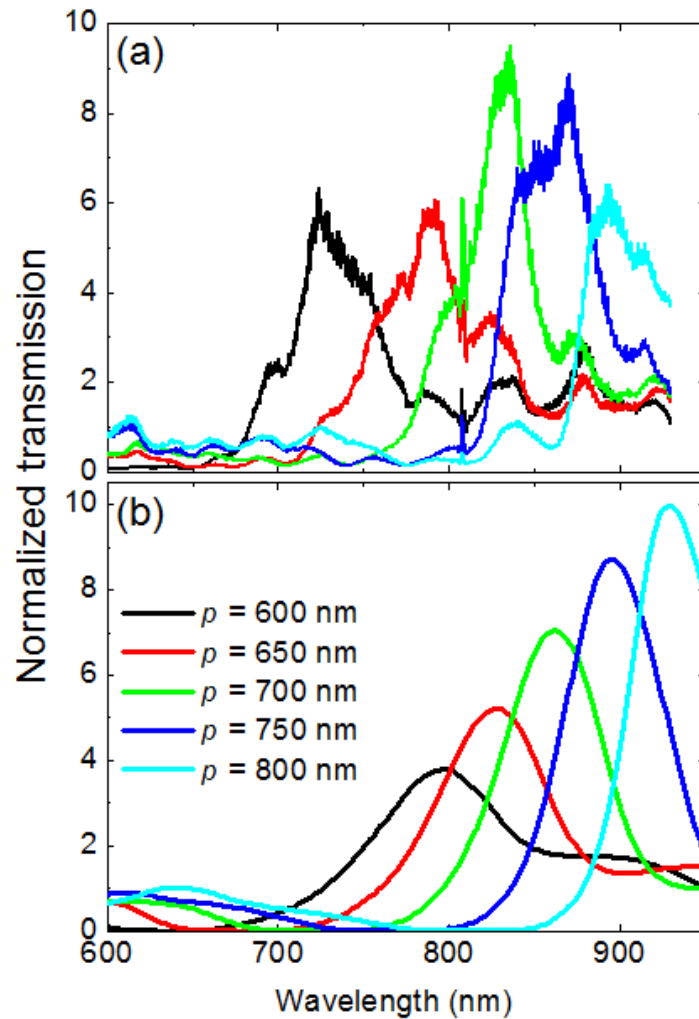 10
(a)
8
6
4
2
0
Normalized transmission
10
(b)
8
6
4
2
0
p = 600 nm
p = 650 nm
p = 700 nm
p = 750 nm
p = 800 nm
600 700 800 900
Wavelength (nm)